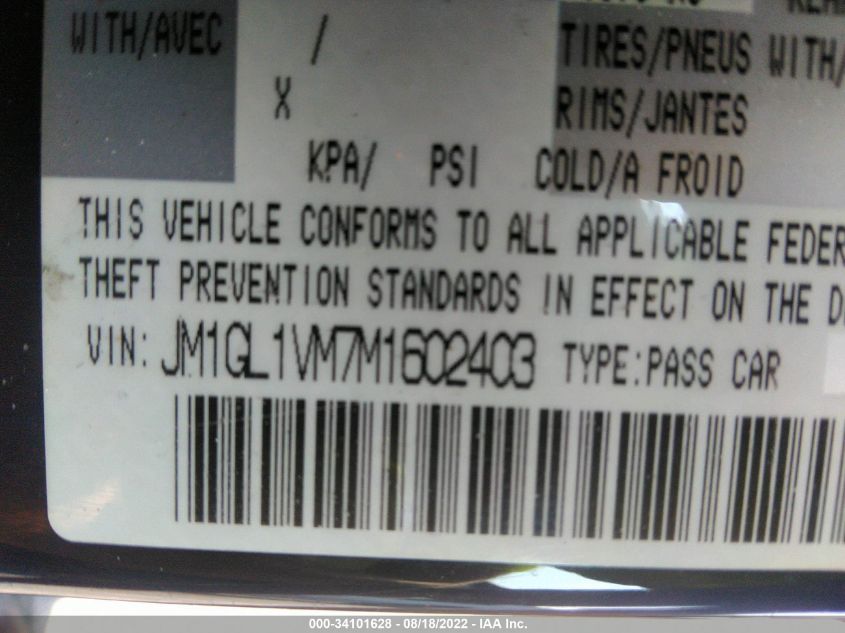 WITH/AVEC / TIRES/PNEUS WITH/
X RIMS/JANTES
KPA/ PSI COLD/A FROID
THIS VEHICLE CONFORMS TO ALL APPLICABLE FEDER
THEFT PREVENTION STANDARDS IN EFFECT ON THE D
VIN: JM1GL1VM7M1602403 TYPE:PASS CAR
000-34101628 - 08/18/2022 - IAA Inc.